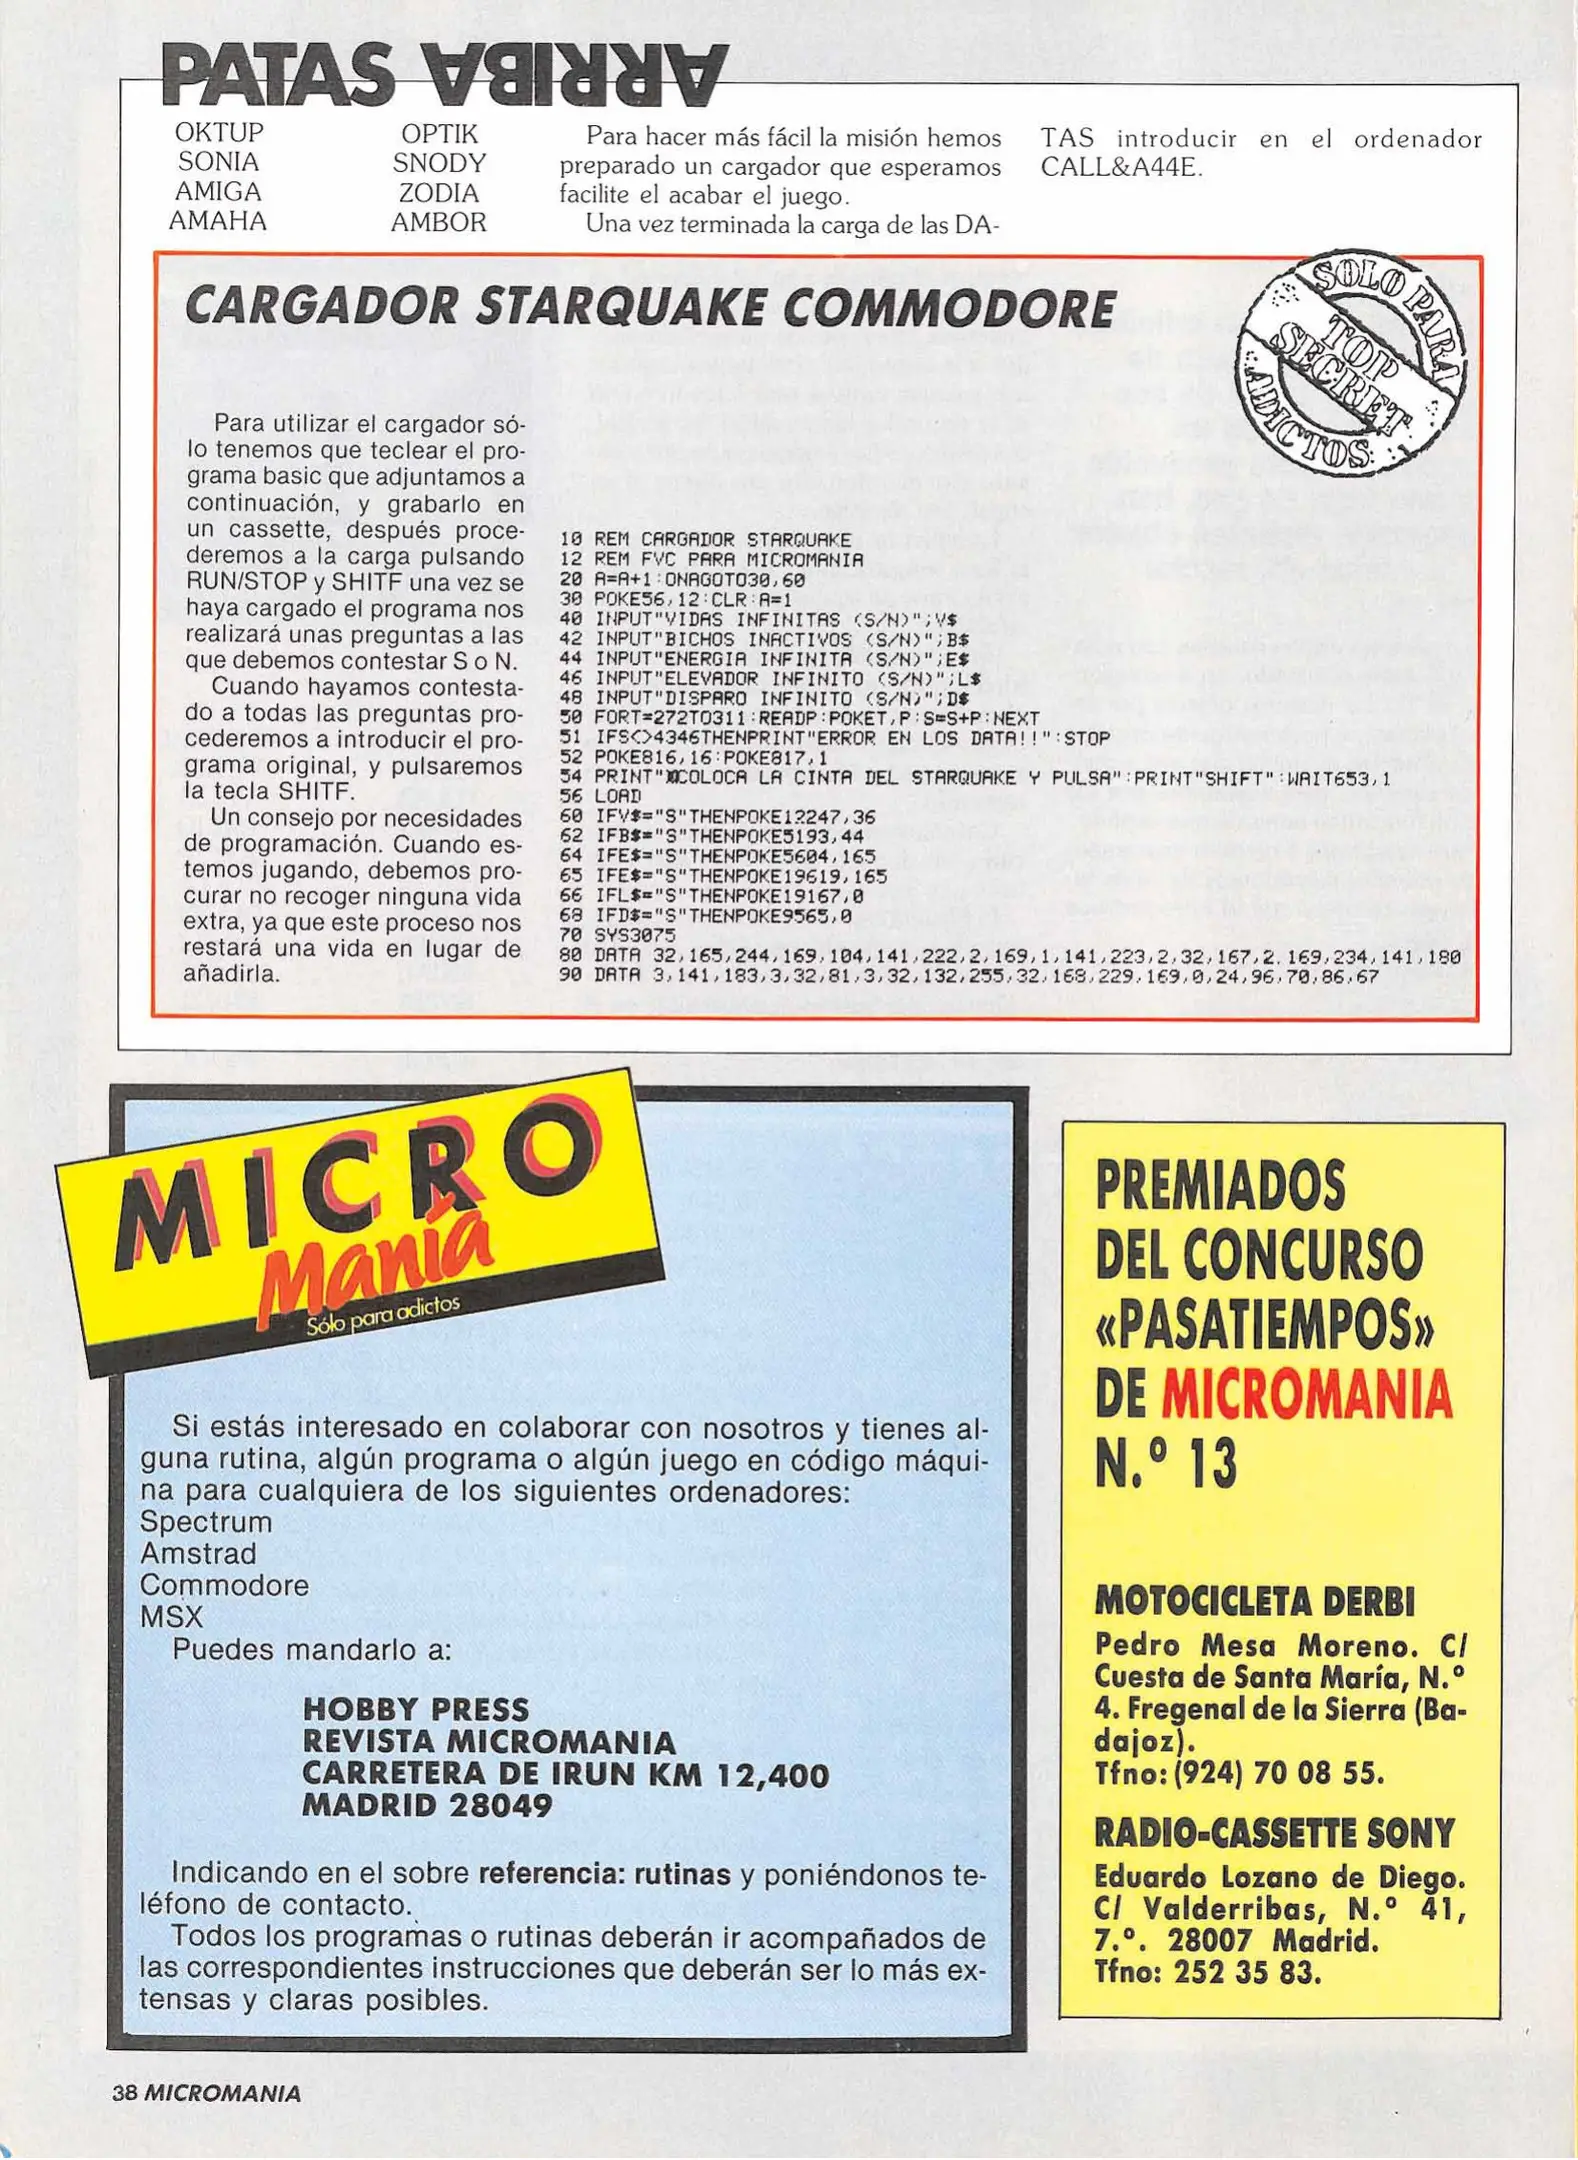 PATAS ARRIBA
OKTUP
SONIA
AMIGA
AMAHA
OPTIK
SNODY
ZODIA
AMBOR
Para hacer más fácil la misión hemos
preparado un cargador que esperamos
facilite el acabar el juego.
Una vez terminada la carga de las DA-
TAS introducir en el ordenador
CALL&A44E.
CARGADOR STARQUAKE COMMODORE
SOLO PARA
TOP
SECRET
ADICTOS
Para utilizar el cargador só-
lo tenemos que teclear el pro-
grama basic que adjuntamos a
continuación, y grabarlo en
un cassette, después proce-
deremos a la carga pulsando
RUN/STOP y SHITF una vez se
haya cargado el programa nos
realizará unas preguntas a las
que debemos contestar S o N.
Cuando hayamos contesta-
do a todas las preguntas pro-
cederemos a introducir el pro-
grama original, y pulsaremos
la tecla SHITF.
Un consejo por necesidades
de programación. Cuando es-
temos jugando, debemos pro-
curar no recoger ninguna vida
extra, ya que este proceso nos
restará una vida en lugar de
añadirla.
10 REM CARGADOR STARQUAKE
12 REM FVC PARA MICROMANIA
20 A=A+1:ONAGOTO30,60
30 POKE56,12:CLR:A=1
40 INPUT"VIDAS INFINITAS (S/N)";V$
42 INPUT"BICHOS INACTIVOS (S/N)";B$
44 INPUT"ENERGIA INFINITA (S/N)";E$
46 INPUT"ELEVADOR INFINITO (S/N)";L$
48 INPUT"DISPARO INFINITO (S/N)";D$
50 FORT=272TO311:READP:POKET,P:S=S+P:NEXT
51 IFS<>4346THENPRINT"ERROR EN LOS DATA!!":STOP
52 POKE816,16:POKE817,1
54 PRINT"COLOCA LA CINTA DEL STARQUAKE Y PULSA":PRINT"SHIFT":WAIT653,1
56 LOAD
60 IFV$="S"THENPOKE12247,36
62 IFB$="S"THENPOKE5193,44
64 IFE$="S"THENPOKE5604,165
65 IFE$="S"THENPOKE19619,165
66 IFL$="S"THENPOKE19167,0
68 IFD$="S"THENPOKE9565,0
70 SYS3075
80 DATA 32,165,244,169,104,141,222,2,169,1,141,223,2,32,167,2.169,234,141,180
90 DATA 3,141,183,3,32,81,3,32,132,255,32,168,229,169,0,24,96,70,86,67
MICRO
Manía
Sólo para adictos
Si estás interesado en colaborar con nosotros y tienes al-
guna rutina, algún programa o algún juego en código máqui-
na para cualquiera de los siguientes ordenadores:
Spectrum
Amstrad
Commodore
MSX
Puedes mandarlo a:
HOBBY PRESS
REVISTA MICROMANIA
CARRETERA DE IRUN KM 12,400
MADRID 28049
Indicando en el sobre referencia: rutinas y poniéndonos te-
léfono de contacto.
Todos los programas o rutinas deberán ir acompañados de
las correspondientes instrucciones que deberán ser lo más ex-
tensas y claras posibles.
PREMIADOS
DEL CONCURSO
«PASATIEMPOS»
DE MICROMANIA
N.º 13
MOTOCICLETA DERBI
Pedro Mesa Moreno. C/
Cuesta de Santa María, N.º
4. Fregenal de la Sierra (Ba-
dajoz).
Tfno: (924) 70 08 55.
RADIO-CASSETTE SONY
Eduardo Lozano de Diego.
C/ Valderribas, N.º 41,
7.º. 28007 Madrid.
Tfno: 252 35 83.
38 MICROMANIA